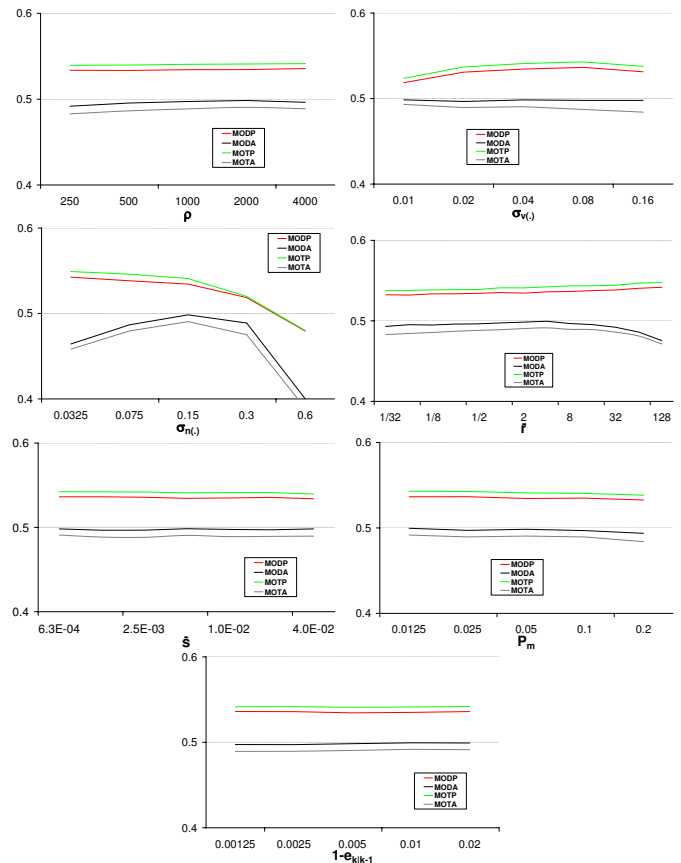 0.6
0.5
0.4
MODP
MODA
MOTP
MOTA
250 500 1000 2000 4000
ρ
0.6
0.5
0.4
MODP
MODA
MOTP
MOTA
0.01 0.02 0.04 0.08 0.16
σv(.)
0.6
0.5
0.4
MODP
MODA
MOTP
MOTA
0.0325 0.075 0.15 0.3 0.6
σn(.)
0.6
0.5
0.4
MODP
MODA
MOTP
MOTA
1/32 1/8 1/2 2 8 32 128
r̄
0.6
0.5
0.4
MODP
MODA
MOTP
MOTA
6.3E-04 2.5E-03 1.0E-02 4.0E-02
s̄
0.6
0.5
0.4
MODP
MODA
MOTP
MOTA
0.0125 0.025 0.05 0.1 0.2
Pm
0.6
0.5
0.4
MODP
MODA
MOTP
MOTA
0.00125 0.0025 0.005 0.01 0.02
1-ek|k-1